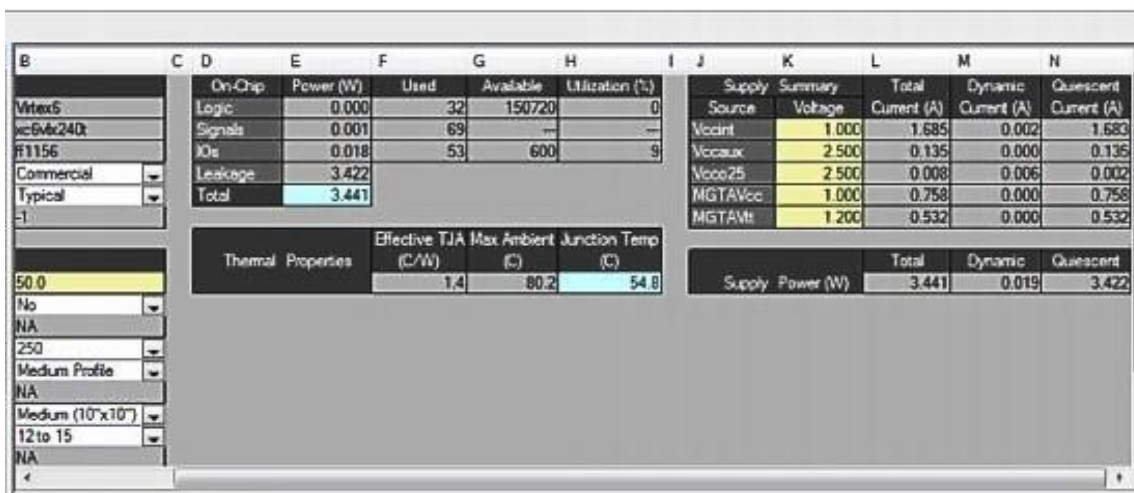 B C D E F G H I J K L M N
On-Chip Power (W) Used Available Utilization (%) Supply Summary Total Dynamic Quiescent
Virtex6 Logic 0.000 32 150720 0 Source Voltage Current (A) Current (A) Current (A)
xc6vlx240t Signals 0.001 69 --- --- Vccint 1.000 1.685 0.002 1.683
ff1156 IOs 0.018 53 600 9 Vccaux 2.500 0.135 0.000 0.135
Commercial Leakage 3.422 Vcco25 2.500 0.008 0.006 0.002
Typical Total 3.441 MGTAVcc 1.000 0.758 0.000 0.758
-1 MGTAVtt 1.200 0.532 0.000 0.532
Effective TJA Max Ambient Junction Temp
Thermal Properties (C/W) (C) (C) Total Dynamic Quiescent
50.0 1.4 80.2 54.8 Supply Power (W) 3.441 0.019 3.422
No
NA
250
Medium Profile
NA
Medium (10"x10")
12 to 15
NA